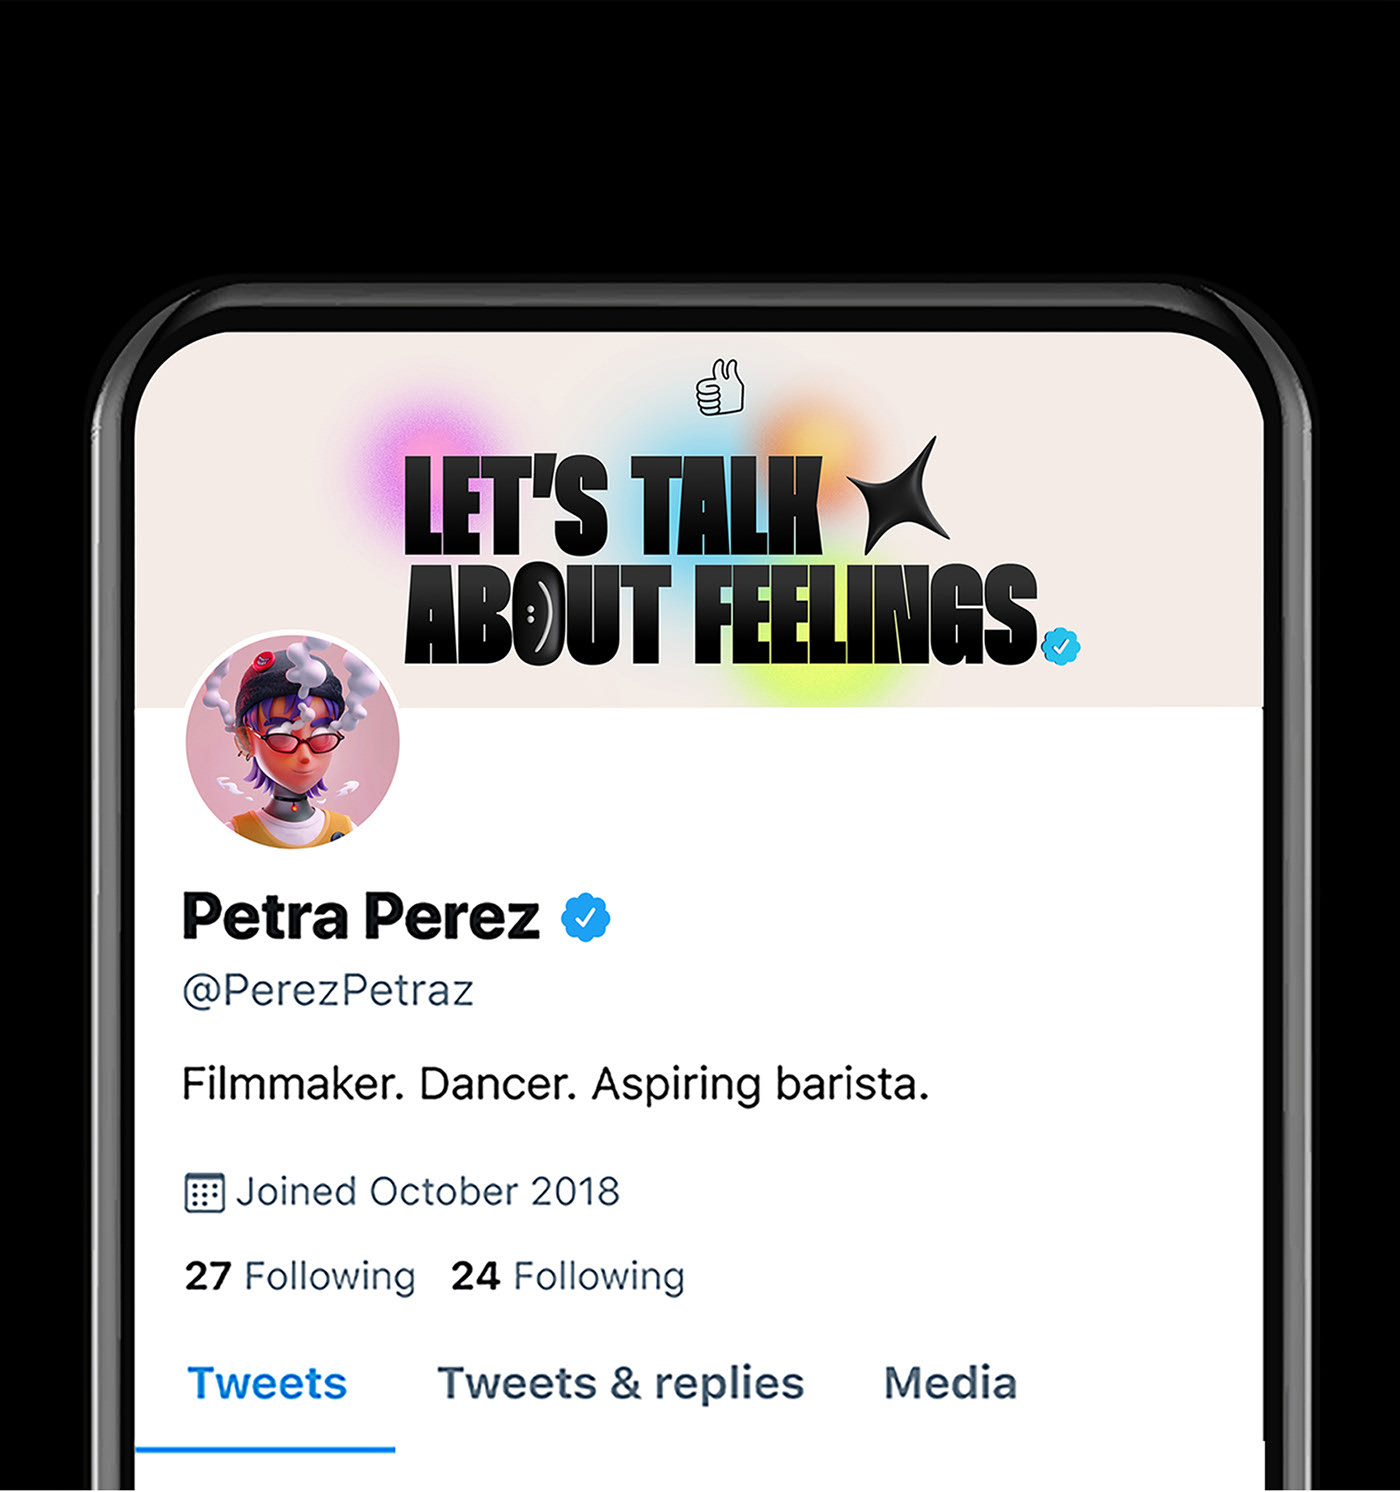 LET'S TALK
ABOUT FEELINGS
Petra Perez
@PerezPetraz
Filmmaker. Dancer. Aspiring barista.
Joined October 2018
27 Following 24 Following
Tweets Tweets & replies Media